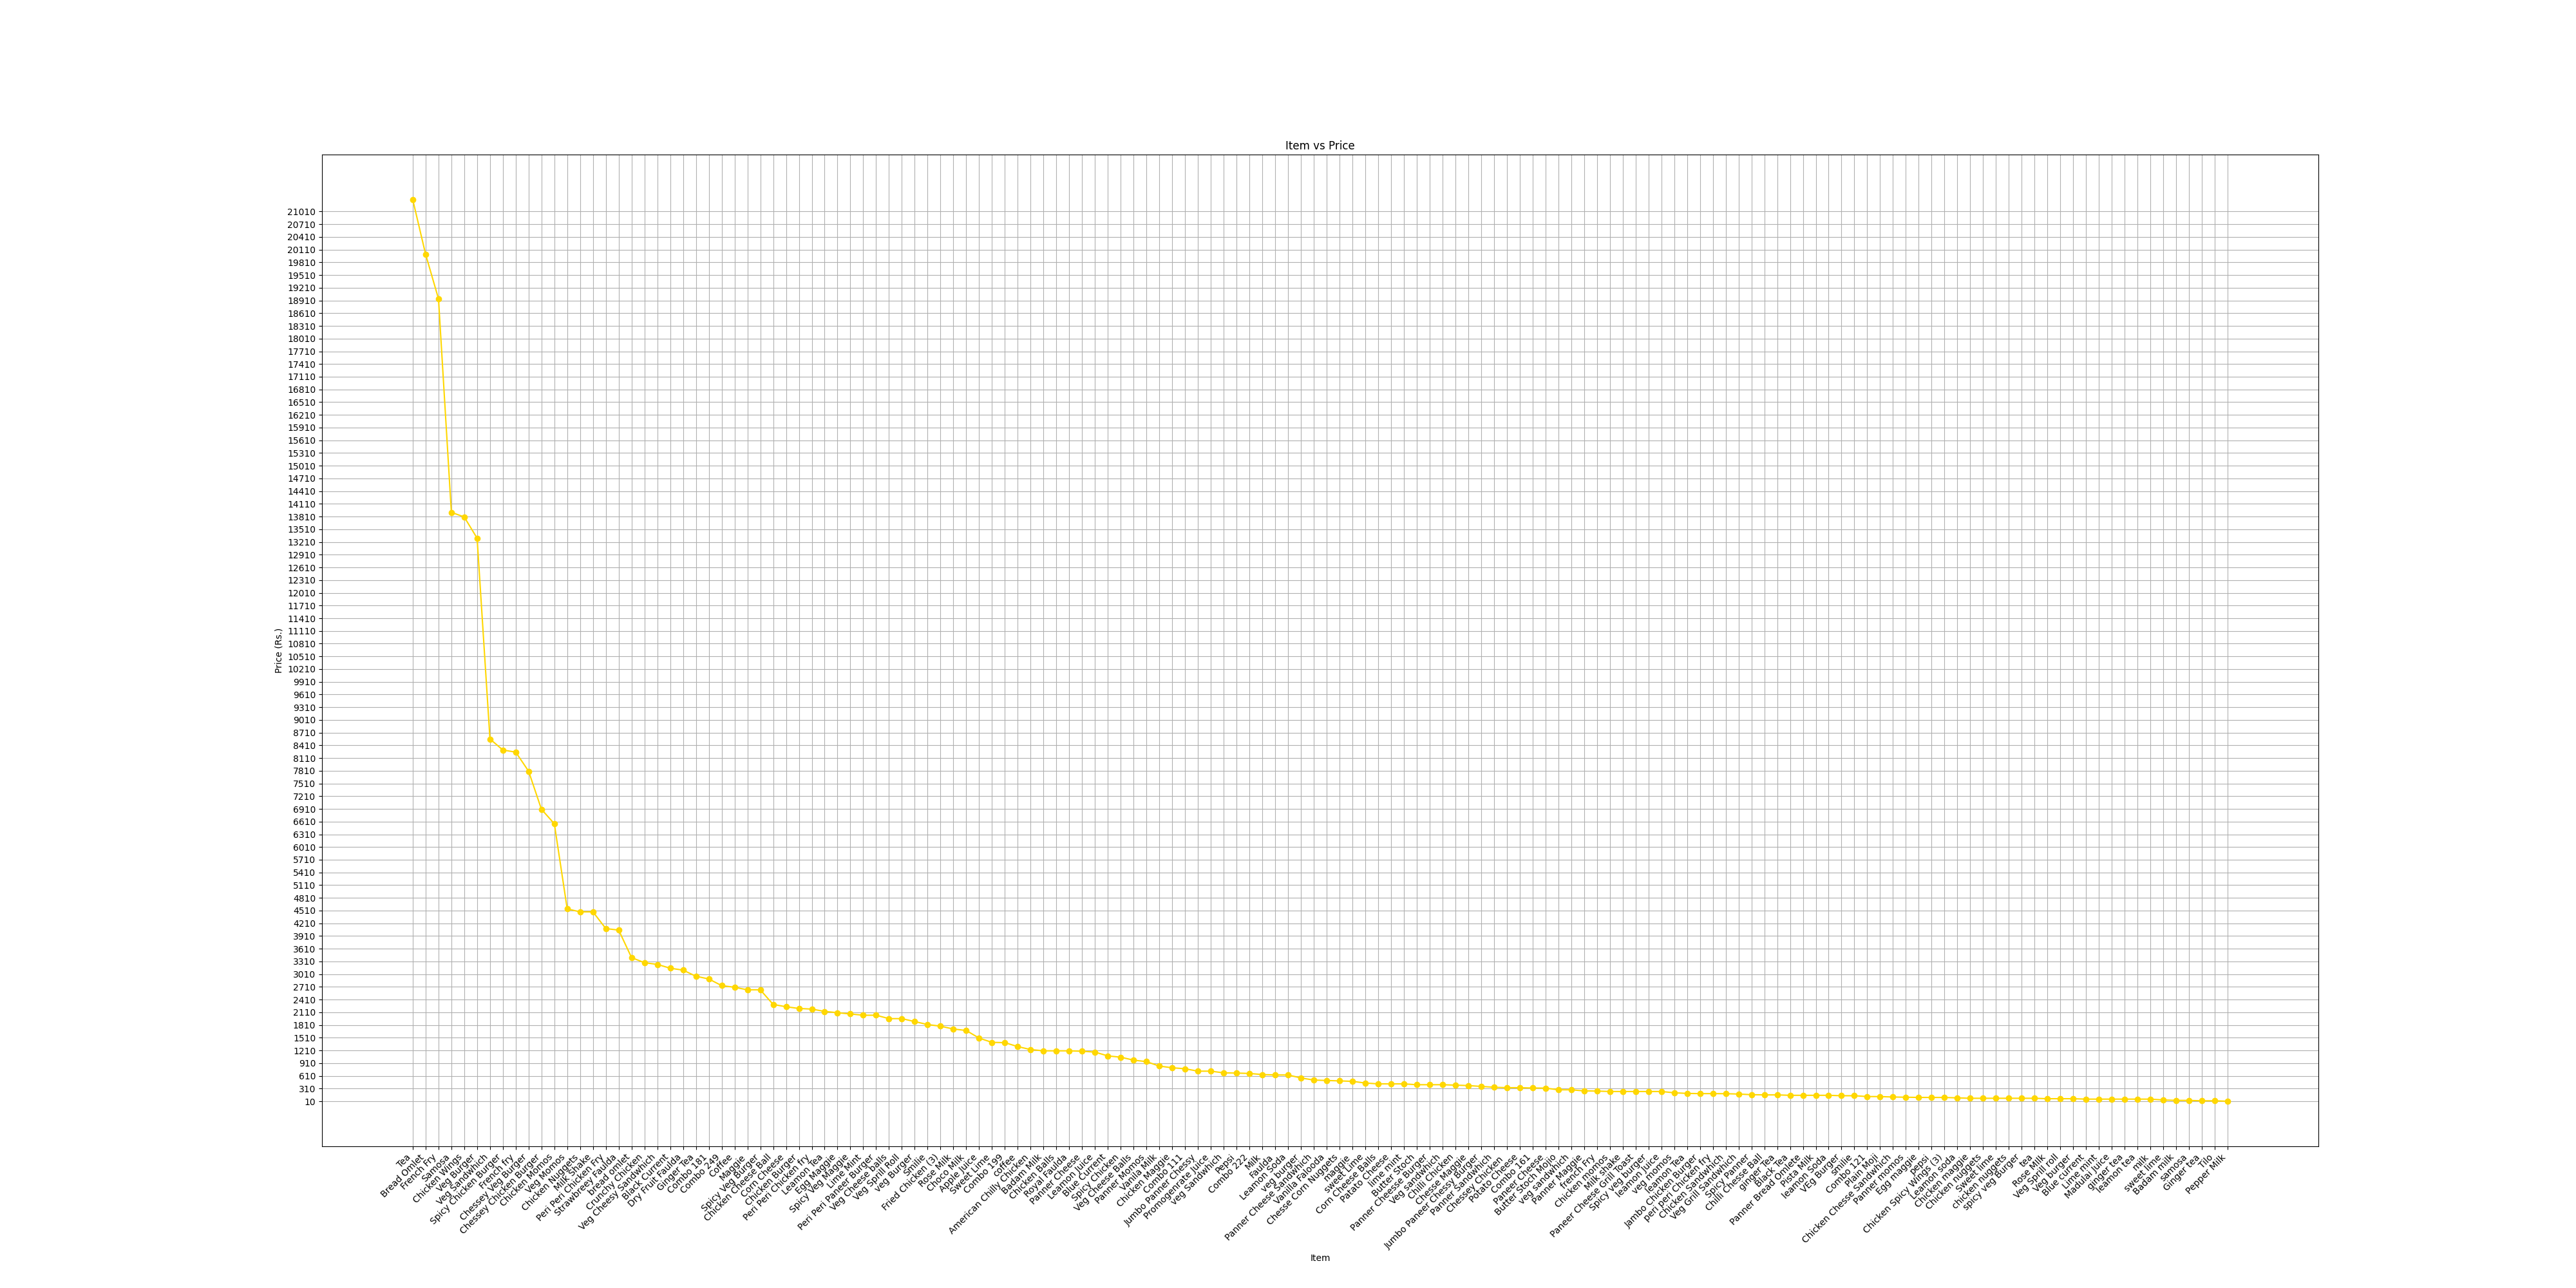 Item vs Price
Price (Rs.)
21010
20710
20410
20110
19810
19510
19210
18910
18610
18310
18010
17710
17410
17110
16810
16510
16210
15910
15610
15310
15010
14710
14410
14110
13810
13510
13210
12910
12610
12310
12010
11710
11410
11110
10810
10510
10210
9910
9610
9310
9010
8710
8410
8110
7810
7510
7210
6910
6610
6310
6010
5710
5410
5110
4810
4510
4210
3910
3610
3310
3010
2710
2410
2110
1810
1510
1210
910
610
310
10
Tea
Bread Omlet
French Fry
Samosa
Chicken Wings
Veg Burger
Veg Sandwich
Spicy Chicken Burger
French fry
Chessey Veg Burger
Chessey Chicken Burger
Chicken Momos
Veg Momos
Chicken Nuggets
Milk Shake
Peri Peri Chicken Fry
Strawberry Faulda
bread omlet
Crunchy Chicken
Veg Cheesy Sandwich
Black Current
Dry Fruit Faulda
Ginger Tea
Combo 181
Combo 249
Coffee
Maggie
Spicy Veg Burger
Chicken Cheese Ball
Corn Cheese
Chicken Burger
Peri Peri Chicken fry
Leamon Tea
Egg Maggie
Spicy Veg Maggie
Lime Mint
Paneer Burger
Peri Peri Veg Cheese balls
Veg Sprill Roll
veg Burger
Smilie
Fried Chicken (3)
Rose Milk
Choco Milk
Apple Juice
Sweet Lime
Combo 199
coffee
American Chilly Chicken
Badam Milk
Chicken Balls
Royal Faulda
Panner Cheese
Leamon Juice
Blue Current
Spicy Chicken
Veg Cheese Balls
Panner Momos
Vanila Milk
Chicken Maggie
Combo 111
Jumbo Panner Chessy
Promogerrate Juice
veg Sandwich
Pepsi
Combo 222
Milk
Faluda
Leamon Soda
veg burger
Panner Cheese Sandwich
Vanilla Falooda
Chesse Corn Nuggets
maggie
sweet Lime
Corn Cheese Balls
Potato Cheese
lime mint
Butter Stoch
Cheese Burger
Panner Veg sandwich
Chilli Chicken
Cheese Maggie
Jumbo Paneer Chessy Burger
Panner Sandwich
Chessey Chicken
Potato Cheese
Combo 161
Paneer Cheese
Butter Stoch Mojo
veg sandwich
Panner Maggie
french Fry
Chicken momos
Milk shake
Paneer Cheese Grill Toast
Spicy veg burger
leamon juice
veg momos
leamon Tea
Jambo Chicken Burger
peri peri Chicken fry
Chicken Sandwich
Veg Grill Sandwich
Spicy Panner
Chilli Cheese Ball
ginger Tea
Black Tea
Panner Bread Omlete
Pista Milk
leamon Soda
VEg Burger
smilie
Combo 121
Plain Moji
Chicken Chesse Sandwich
Panner momos
Egg maggie
pepsi
Chicken Spicy Wings (3)
Leamon soda
Chicken maggie
Chicken nuggets
Sweet lime
chicken nuggets
spicy veg Burger
tea
Rose milk
Veg Sprill roll
Veg burger
Blue current
Lime mint
Madulai juice
ginger tea
leamon tea
milk
sweet lime
Badam milk
samosa
Ginger tea
Tilo
Pepper Milk
Item